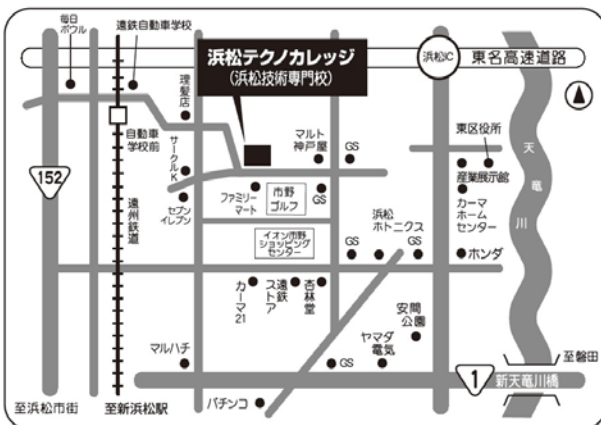 毎日
ボウル
遠鉄自動車学校
浜松テクノカレッジ
(浜松技術専門校)
浜松IC
東名高速道路
理髪店
自動車
学校前
サークルK
マルト
神戸屋
GS
東区役所
産業展示館
天竜川
152
遠州鉄道
セブン
イレブン
ファミリー
マート
市野
ゴルフ
GS
カーマ
ホーム
センター
浜松
ホトニクス
イオン市野
ショッピング
センター
GS
GS
ホンダ
カーマ21
遠鉄
ストア
杏林堂
安間
公園
マルハチ
GS
ヤマダ
電気
至磐田
1
新天竜川橋
至浜松市街
至新浜松駅
パチンコ